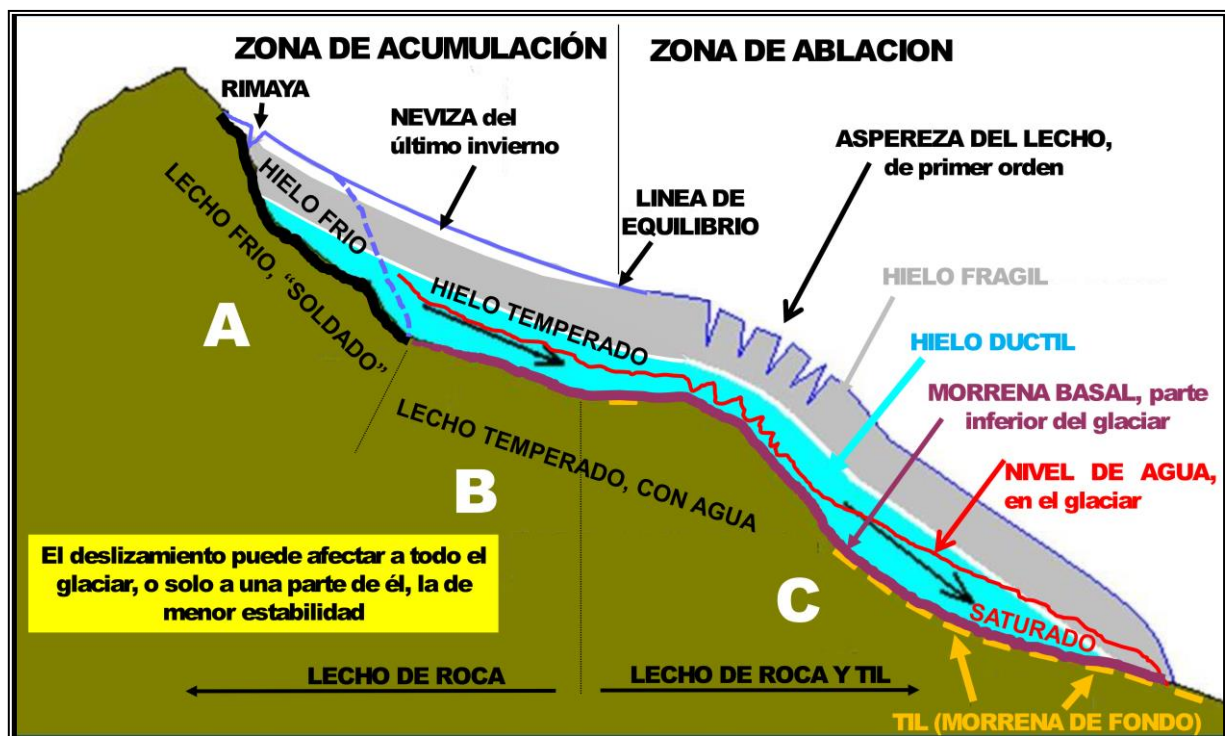 ZONA DE ACUMULACIÓN
ZONA DE ABLACION
RIMAYA
NEVIZA del
último invierno
ASPEREZA DEL LECHO,
de primer orden
LINEA DE
EQUILIBRIO
HIELO FRIO
LECHO FRIO, “SOLDADO”
HIELO TEMPERADO
HIELO FRAGIL
HIELO DUCTIL
MORRENA BASAL, parte
inferior del glaciar
NIVEL DE AGUA,
en el glaciar
A
LECHO TEMPERADO, CON AGUA
B
C
El deslizamiento puede afectar a todo el
glaciar, o solo a una parte de él, la de
menor estabilidad
SATURADO
LECHO DE ROCA
LECHO DE ROCA Y TIL
TIL (MORRENA DE FONDO)